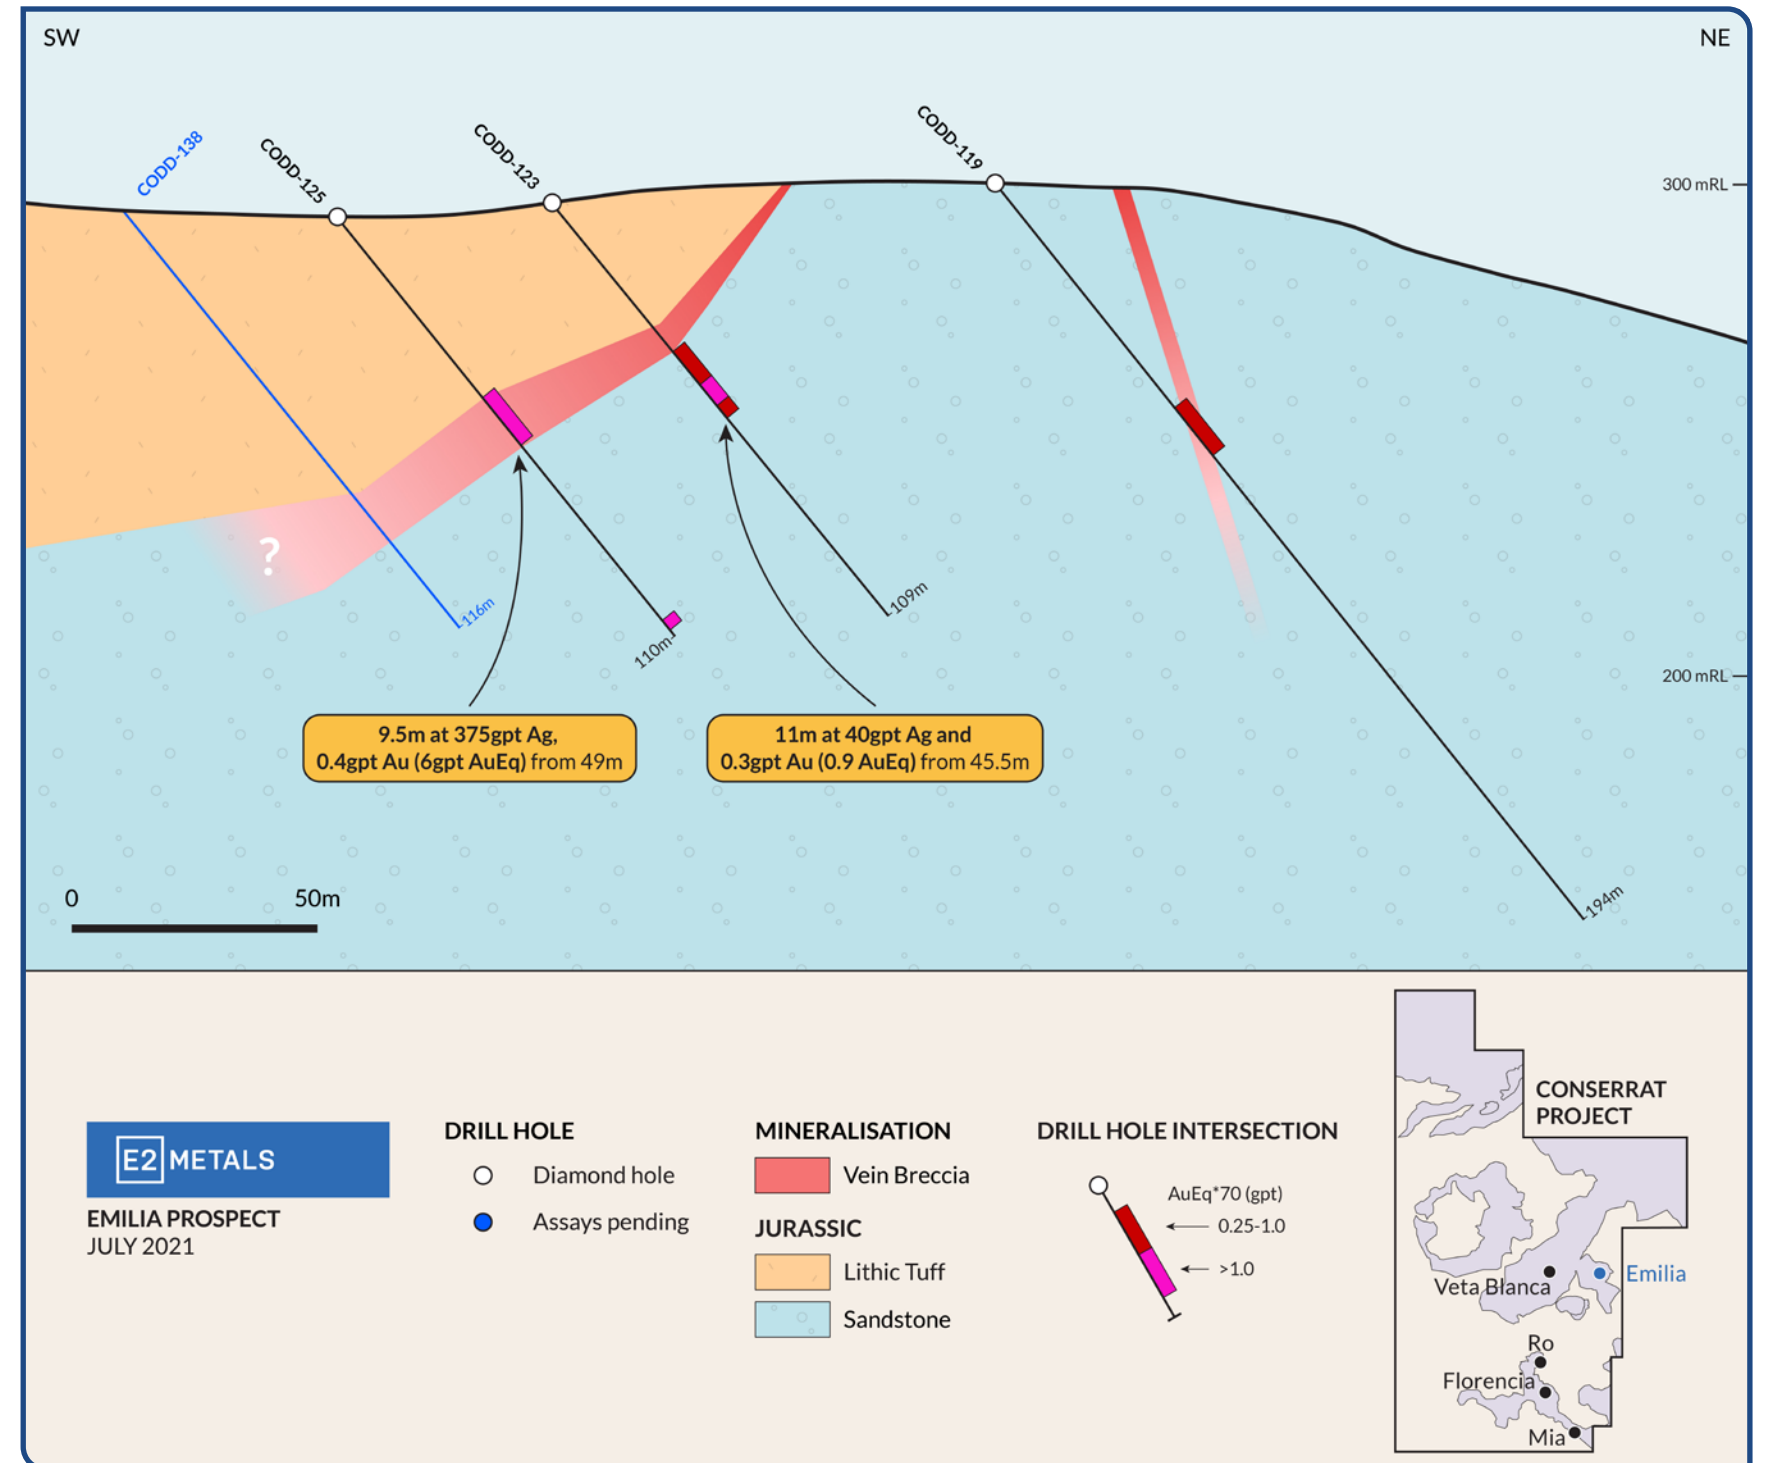 SW
NE
CODD-138
CODD-125
CODD-123
CODD-119
300 mRL
200 mRL
116m
110m
109m
194m
9.5m at 375gpt Ag,
0.4gpt Au (6gpt AuEq) from 49m
11m at 40gpt Ag and
0.3gpt Au (0.9 AuEq) from 45.5m
?
0
50m
E2 METALS
EMILIA PROSPECT
JULY 2021
DRILL HOLE
Diamond hole
Assays pending
MINERALISATION
Vein Breccia
JURASSIC
Lithic Tuff
Sandstone
DRILL HOLE INTERSECTION
AuEq*70 (gpt)
0.25-1.0
>1.0
CONSERRAT
PROJECT
Veta Blanca
Emilia
Ro
Florencia
Mia